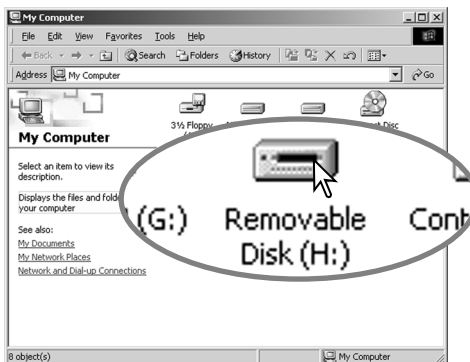 My Computer
File Edit View Favorites Tools Help
Back Search Folders History
Address My Computer Go
3½ Floppy
Disc
My Computer
Select an item to view its
description.
Displays the files and
your computer
See also:
My Documents
My Network Places
Network and Dial-up Connections
(G:)
Removable
Disk (H:)
8 object(s) My Computer